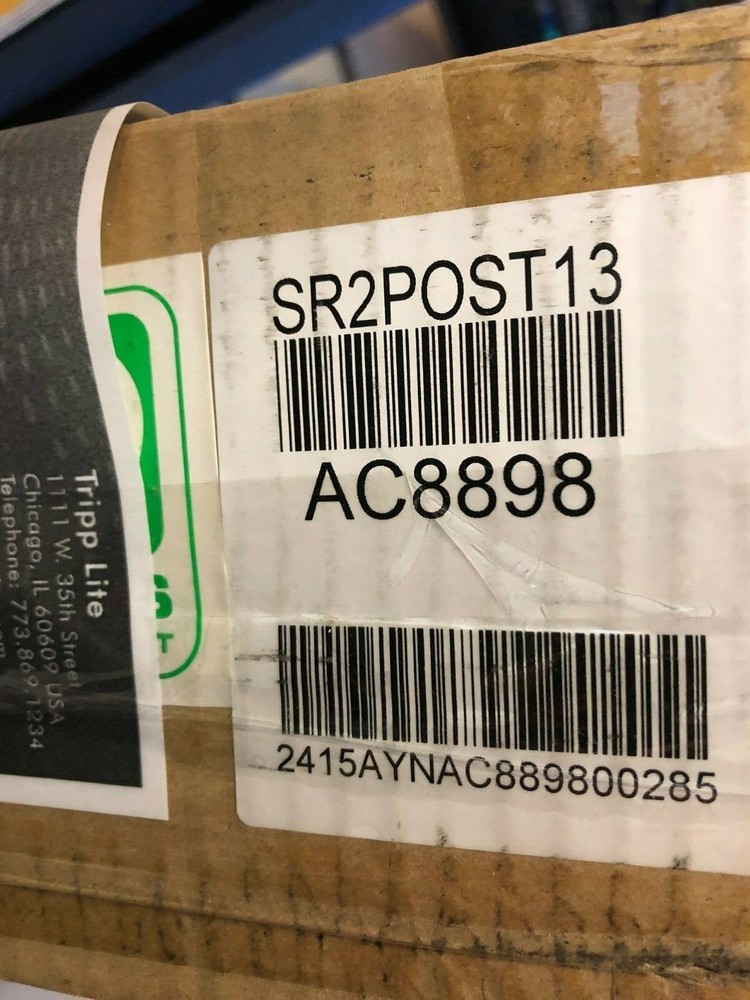 SR2POST13
AC8898
2415AYNAC889800285
Tripp Lite
1111 W. 35th Street
Chicago, IL 60609 USA
Telephone: 773.869.1234